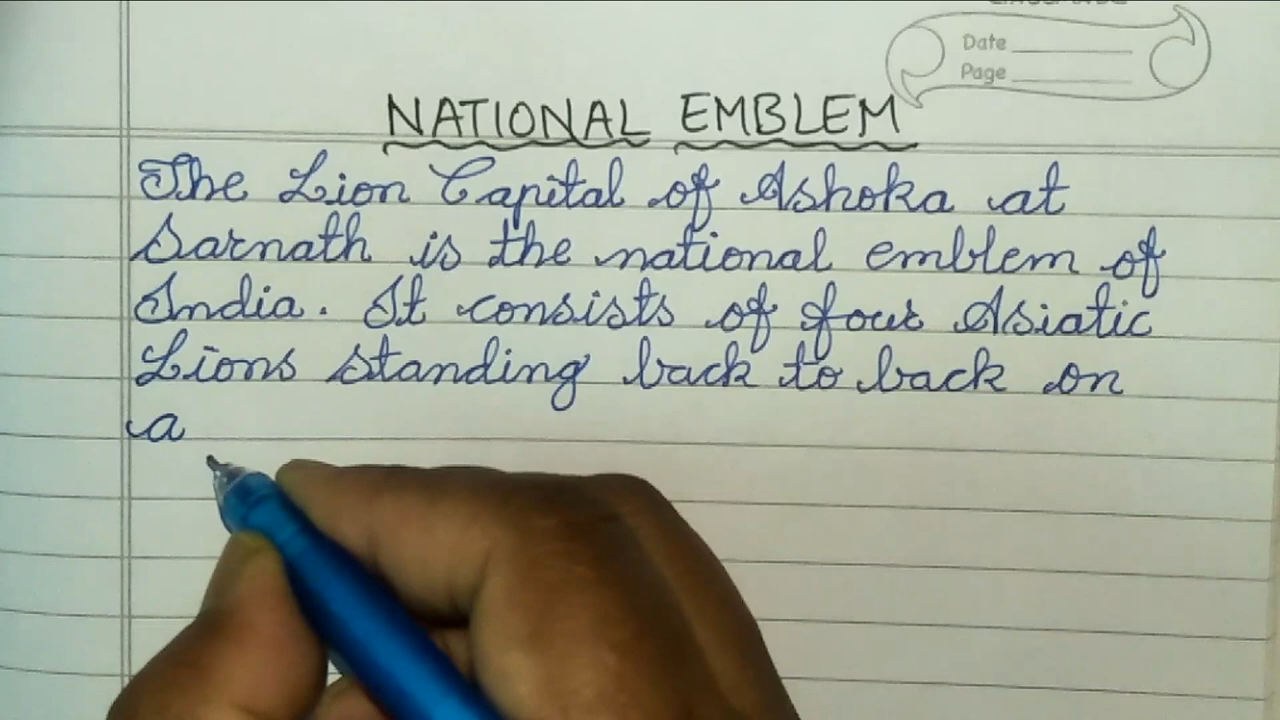 Date
Page
NATIONAL EMBLEM
The Lion Capital of Ashoka at
Sarnath is the national emblem of
India. It consists of four Asiatic
Lions standing back to back on
a